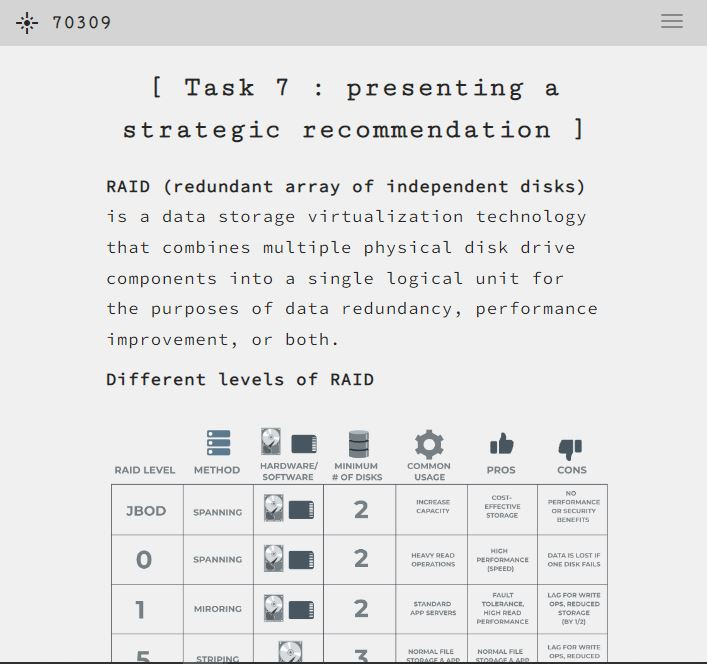 70309
[ Task 7 : presenting a
strategic recommendation ]
RAID (redundant array of independent disks)
is a data storage virtualization technology
that combines multiple physical disk drive
components into a single logical unit for
the purposes of data redundancy, performance
improvement, or both.
Different levels of RAID
RAID LEVEL METHOD HARDWARE/ SOFTWARE MINIMUM # OF DISKS COMMON USAGE PROS CONS
JBOD SPANNING 2 INCREASE CAPACITY COST- EFFECTIVE STORAGE NO PERFORMANCE OR SECURITY BENEFITS
0 SPANNING 2 HEAVY READ OPERATIONS HIGH PERFORMANCE (SPEED) DATA IS LOST IF ONE DISK FAILS
1 MIRORING 2 STANDARD APP SERVERS FAULT TOLERANCE, HIGH READ PERFORMANCE LAG FOR WRITE OPS, REDUCED STORAGE (BY 1/2)
5 STRIPING 3 NORMAL FILE STORAGE & APP NORMAL FILE STORAGE & APP LAG FOR WRITE OPS, REDUCED